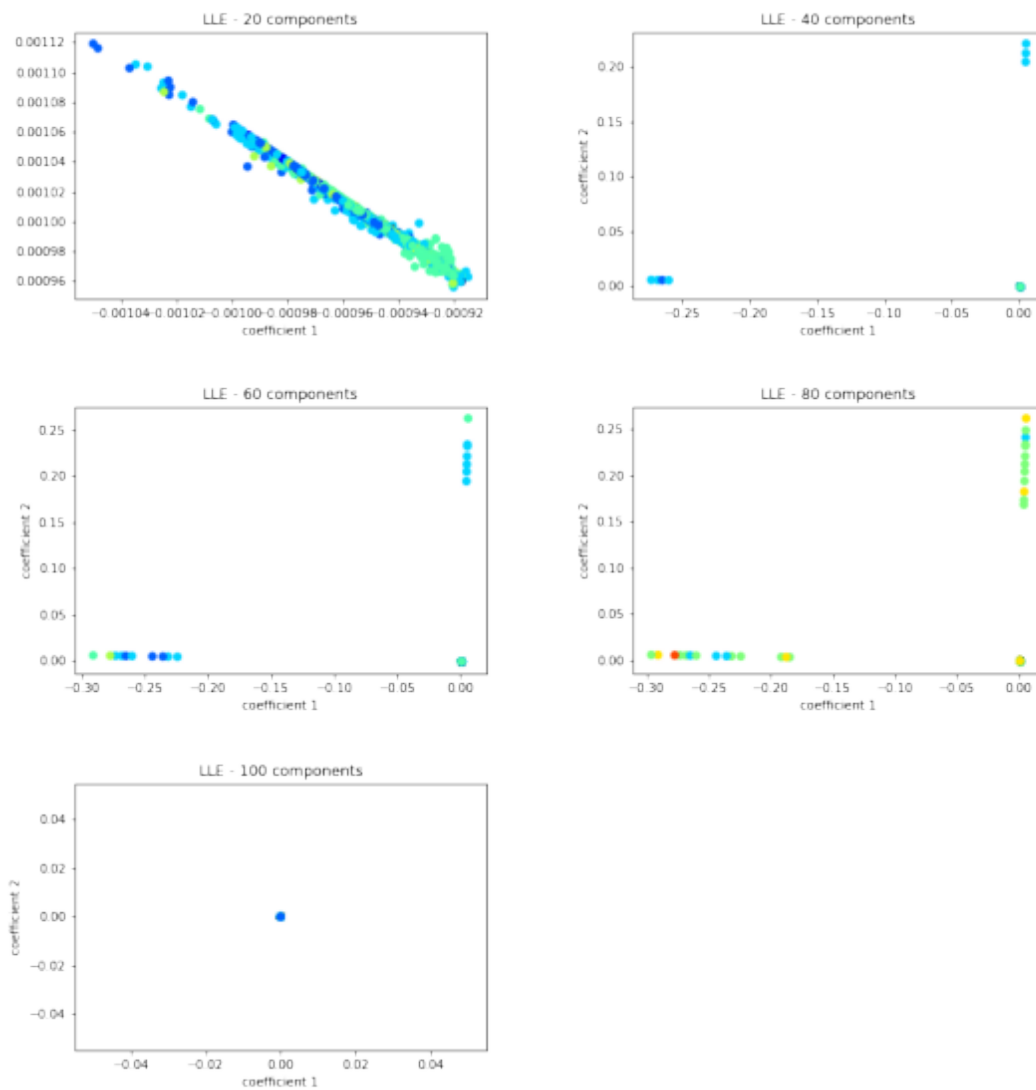 LLE - 20 components
0.00112
0.00110
0.00108
0.00106
0.00104
0.00102
0.00100
0.00098
0.00096
−0.00104−0.00102−0.00100−0.00098−0.00096−0.00094−0.00092
coefficient 1
LLE - 40 components
coefficient 2
0.20
0.15
0.10
0.05
0.00
−0.25 −0.20 −0.15 −0.10 −0.05 0.00
coefficient 1
LLE - 60 components
coefficient 2
0.25
0.20
0.15
0.10
0.05
0.00
−0.30 −0.25 −0.20 −0.15 −0.10 −0.05 0.00
coefficient 1
LLE - 80 components
coefficient 2
0.25
0.20
0.15
0.10
0.05
0.00
−0.30 −0.25 −0.20 −0.15 −0.10 −0.05 0.00
coefficient 1
LLE - 100 components
coefficient 2
0.04
0.02
0.00
−0.02
−0.04
−0.04 −0.02 0.00 0.02 0.04
coefficient 1